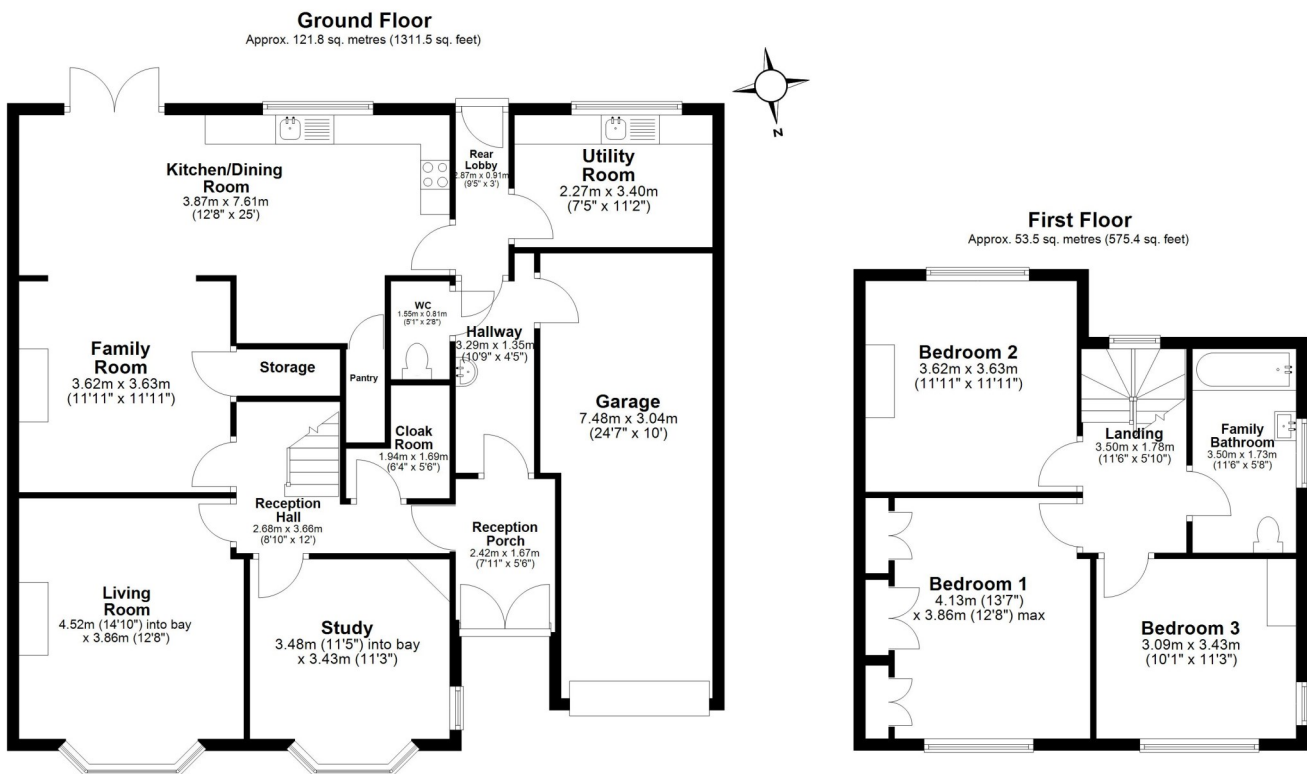 Ground Floor
Approx. 121.8 sq. metres (1311.5 sq. feet)
Kitchen/Dining
Room
3.87m x 7.61m
(12'8" x 25')
Rear
Lobby
2.87m x 0.91m
(9'5" x 3')
Utility
Room
2.27m x 3.40m
(7'5" x 11'2")
N
WC
1.55m x 0.81m
(5'1" x 2'8")
Hallway
3.29m x 1.35m
(10'9" x 4'5")
Family
Room
3.62m x 3.63m
(11'11" x 11'11")
Storage
Pantry
Cloak
Room
1.94m x 1.69m
(6'4" x 5'6")
Garage
7.48m x 3.04m
(24'7" x 10')
Reception
Hall
2.68m x 3.66m
(8'10" x 12')
Reception
Porch
2.42m x 1.67m
(7'11" x 5'6")
Living
Room
4.52m (14'10") into bay
x 3.86m (12'8")
Study
3.48m (11'5") into bay
x 3.43m (11'3")
First Floor
Approx. 53.5 sq. metres (575.4 sq. feet)
Bedroom 2
3.62m x 3.63m
(11'11" x 11'11")
Landing
3.50m x 1.78m
(11'6" x 5'10")
Family
Bathroom
3.50m x 1.73m
(11'6" x 5'8")
Bedroom 1
4.13m (13'7")
x 3.86m (12'8") max
Bedroom 3
3.09m x 3.43m
(10'1" x 11'3")